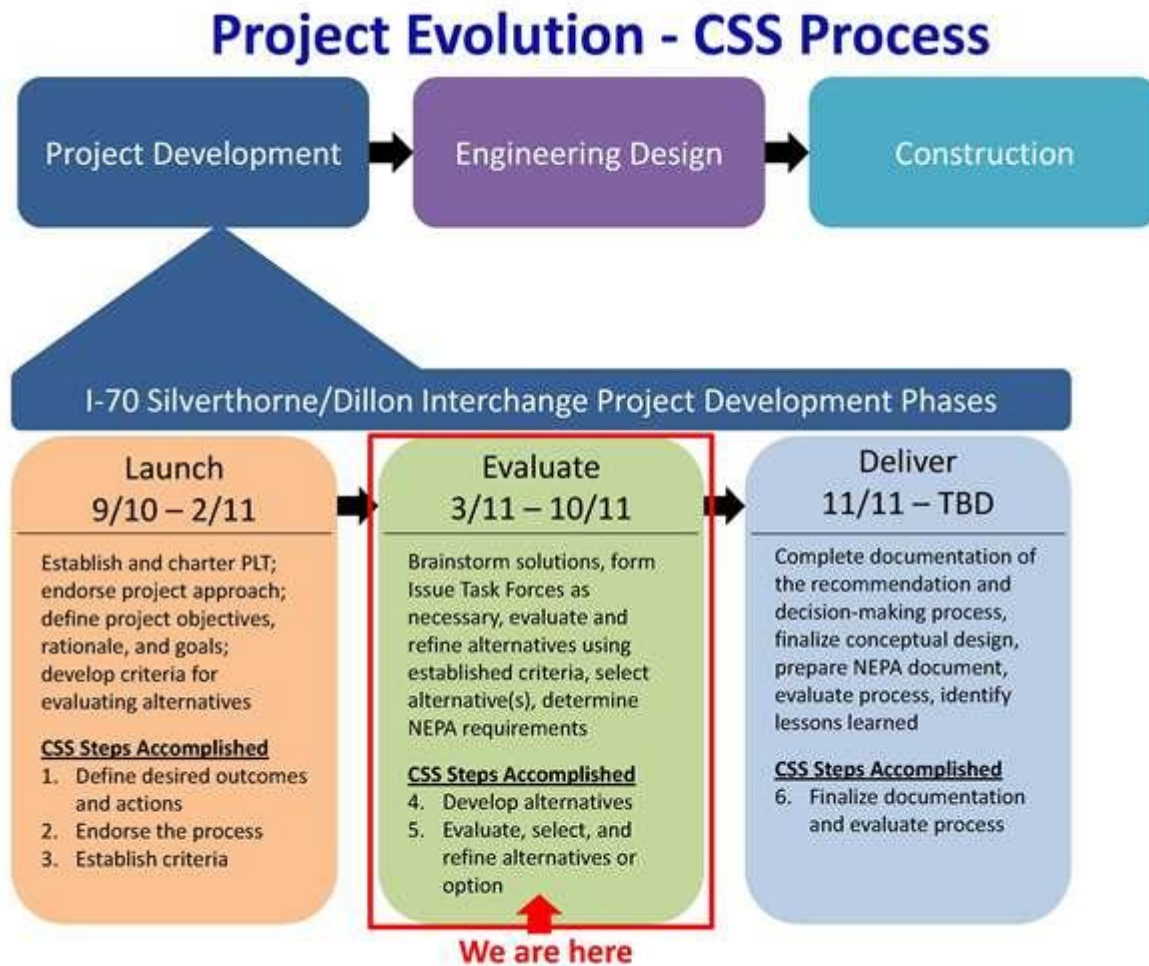 Project Evolution - CSS Process
Project Development
Engineering Design
Construction
I-70 Silverthorne/Dillon Interchange Project Development Phases
Launch
9/10 – 2/11
Establish and charter PLT;
endorse project approach;
define project objectives,
rationale, and goals;
develop criteria for
evaluating alternatives
CSS Steps Accomplished
1. Define desired outcomes
and actions
2. Endorse the process
3. Establish criteria
Evaluate
3/11 – 10/11
Brainstorm solutions, form
Issue Task Forces as
necessary, evaluate and
refine alternatives using
established criteria, select
alternative(s), determine
NEPA requirements
CSS Steps Accomplished
4. Develop alternatives
5. Evaluate, select, and
refine alternatives or
option
We are here
Deliver
11/11 – TBD
Complete documentation of
the recommendation and
decision-making process,
finalize conceptual design,
prepare NEPA document,
evaluate process, identify
lessons learned
CSS Steps Accomplished
6. Finalize documentation
and evaluate process